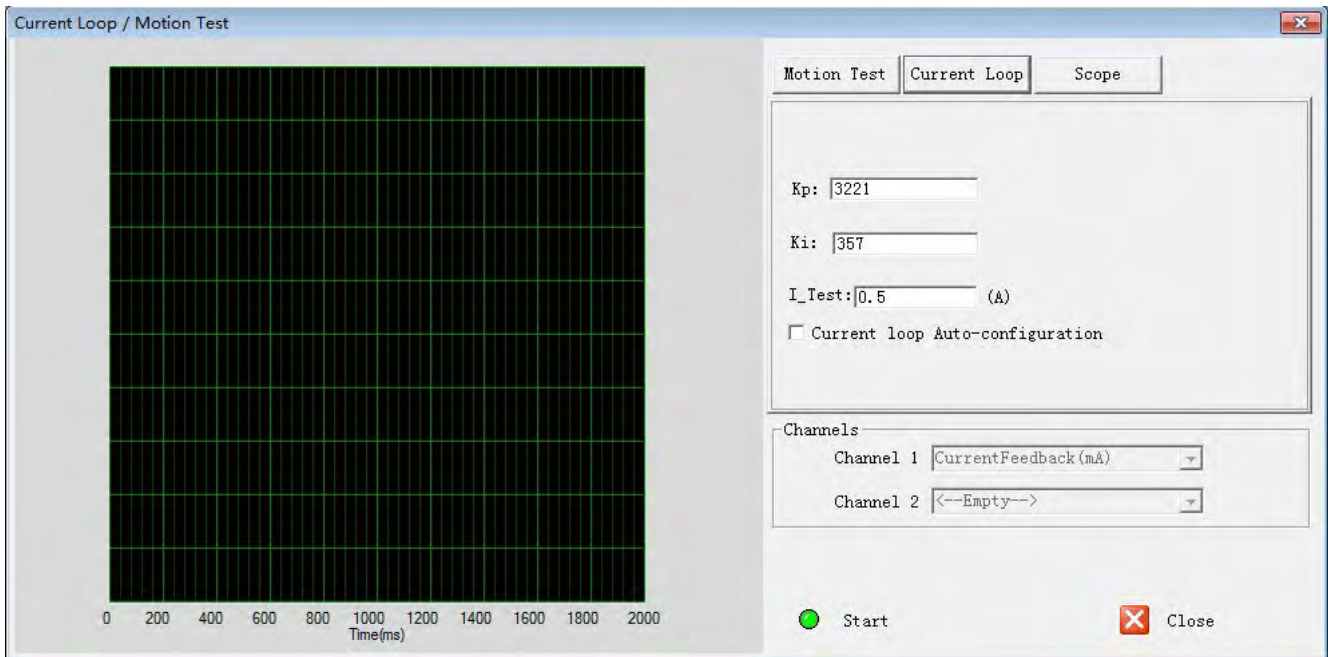 Current Loop / Motion Test
Motion Test Current Loop Scope
Kp: 3221
Ki: 357
I_Test: 0.5 (A)
Current loop Auto-configuration
Channels
Channel 1 CurrentFeedback(mA)
Channel 2 <--Empty-->
0 200 400 600 800 1000 1200 1400 1600 1800 2000
Time(ms)
Start Close